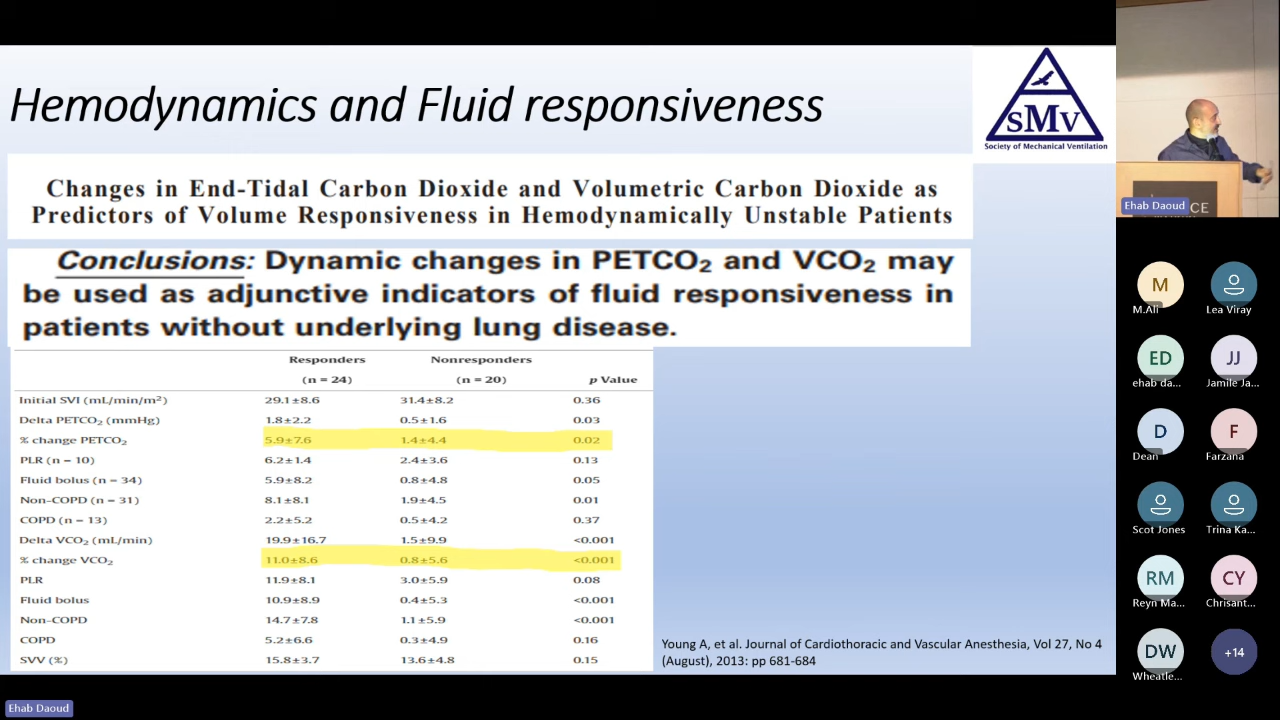 Hemodynamics and Fluid responsiveness
SMV
Society of Mechanical Ventilation
Changes in End-Tidal Carbon Dioxide and Volumetric Carbon Dioxide as
Predictors of Volume Responsiveness in Hemodynamically Unstable Patients
Conclusions: Dynamic changes in PETCO₂ and VCO₂ may
be used as adjunctive indicators of fluid responsiveness in
patients without underlying lung disease.
Responders Nonresponders
(n = 24) (n = 20) p Value
Initial SVI (mL/min/m²) 29.1±8.6 31.4±8.2 0.36
Delta PETCO₂ (mmHg) 1.8±2.2 0.5±1.6 0.03
% change PETCO₂ 5.9±7.6 1.4±4.4 0.02
PLR (n = 10) 6.2±1.4 2.4±3.6 0.13
Fluid bolus (n = 34) 5.9±8.2 0.8±4.8 0.05
Non-COPD (n = 31) 8.1±8.1 1.9±4.5 0.01
COPD (n = 13) 2.2±5.2 0.5±4.2 0.37
Delta VCO₂ (mL/min) 19.9±16.7 1.5±9.9 <0.001
% change VCO₂ 11.0±8.6 0.8±5.6 <0.001
PLR 11.9±8.1 3.0±5.9 0.08
Fluid bolus 10.9±8.9 0.4±5.3 <0.001
Non-COPD 14.7±7.8 1.1±5.9 <0.001
COPD 5.2±6.6 0.3±4.9 0.16
SVV (%) 15.8±3.7 13.6±4.8 0.15
Young A, et al. Journal of Cardiothoracic and Vascular Anesthesia, Vol 27, No 4
(August), 2013: pp 681-684
Ehab Daoud
Ehab Daoud
M
M.Ali
Lea Viray
ED
ehab da...
JJ
Jamile Ja...
D
Dean
F
Farzana
Scot Jones
Trina Ka...
RM
Reyn Ma...
CY
Chrisant...
DW
Wheatle...
+14